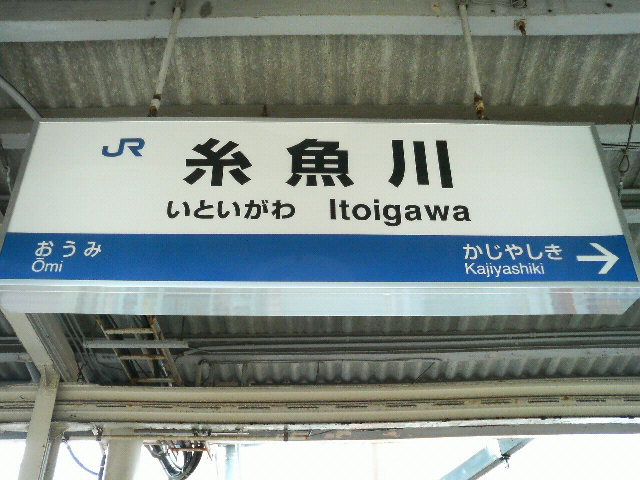 JR 糸魚川
いといがわ Itoigawa
おうみ かじやしき →
Ōmi Kajiyashiki